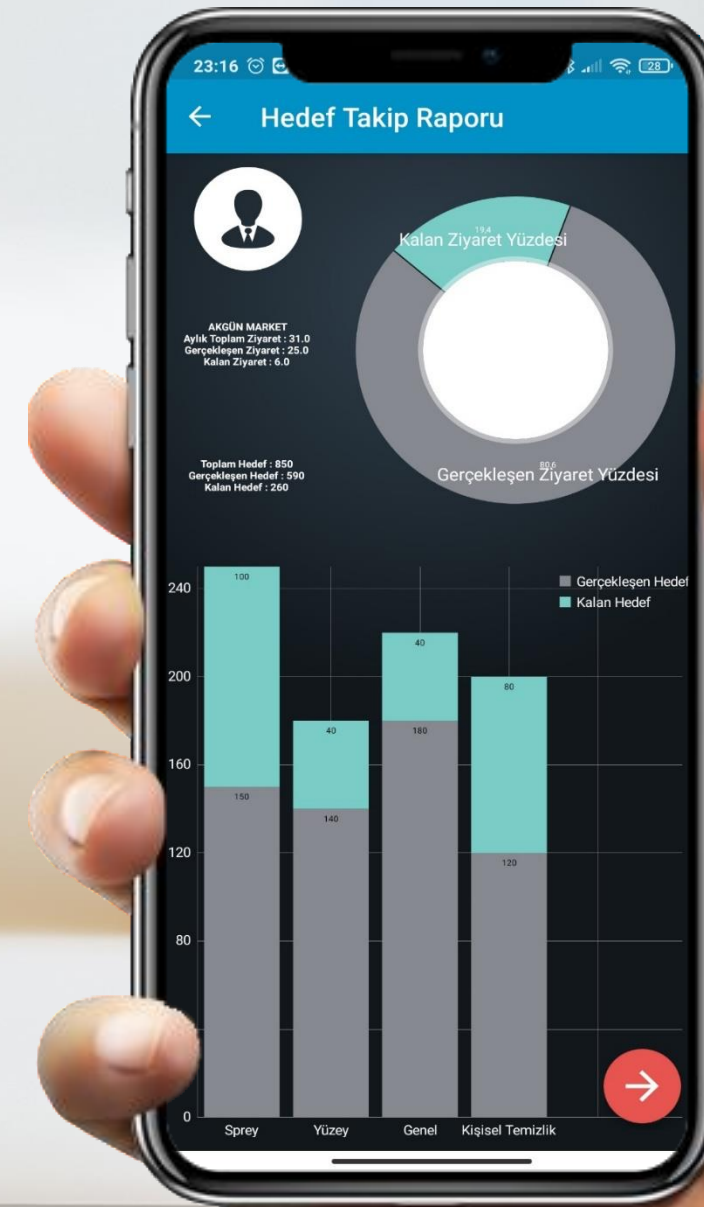 23:16
28
Hedef Takip Raporu
19,4
Kalan Ziyaret Yüzdesi
AKGÜN MARKET
Aylık Toplam Ziyaret : 31.0
Gerçekleşen Ziyaret : 25.0
Kalan Ziyaret : 6.0
80,6
Gerçekleşen Ziyaret Yüzdesi
Toplam Hedef : 850
Gerçekleşen Hedef : 590
Kalan Hedef : 260
Gerçekleşen Hedef
Kalan Hedef
240
200
160
120
80
0
100
150
40
140
40
180
80
120
Sprey
Yüzey
Genel
Kişisel Temizlik